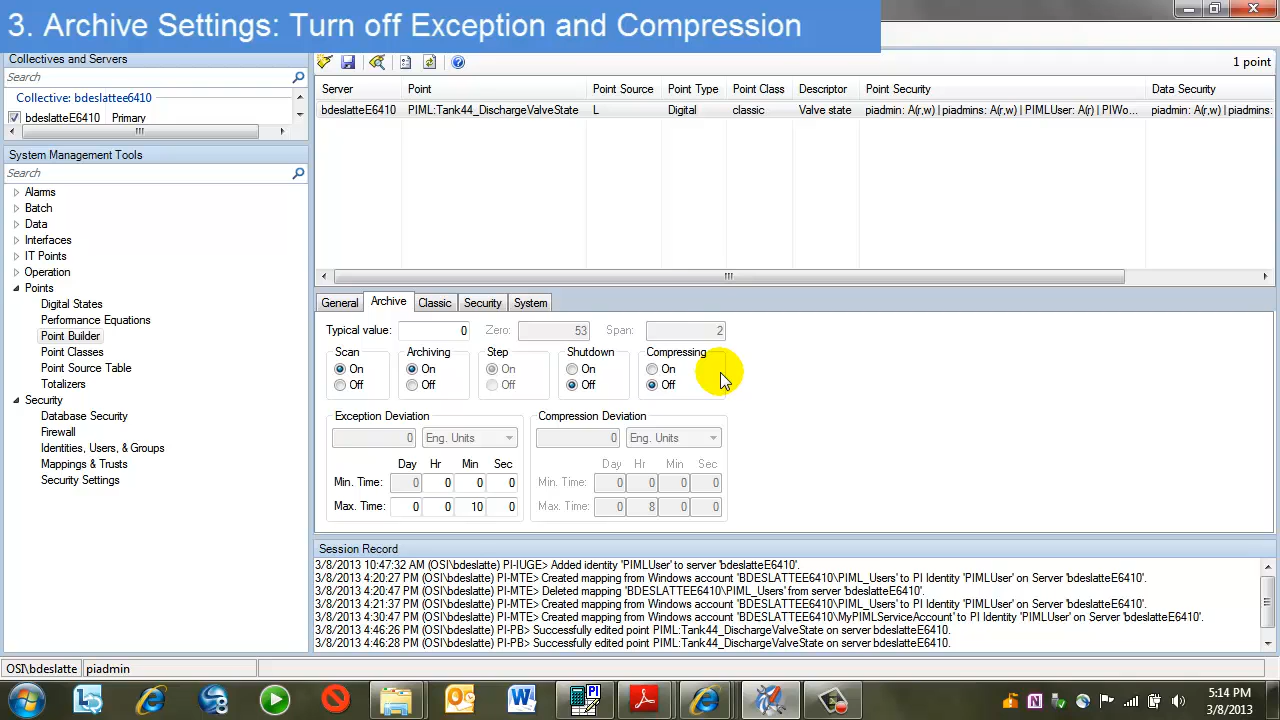 3. Archive Settings: Turn off Exception and Compression
Collectives and Servers
Search
Collective: bdeslattee6410
bdeslatteE6410 Primary
System Management Tools
Search
Alarms
Batch
Data
Interfaces
IT Points
Operation
Points
Digital States
Performance Equations
Point Builder
Point Classes
Point Source Table
Totalizers
Security
Database Security
Firewall
Identities, Users, & Groups
Mappings & Trusts
Security Settings
1 point
Server Point Point Source Point Type Point Class Descriptor Point Security Data Security
bdeslatteE6410 PIML:Tank44_DischargeValveState L Digital classic Valve state piadmin: A(r,w) | piadmins: A(r,w) | PIMLUser: A(r) | PIWo... piadmin: A(r,w) | piadmins:
General Archive Classic Security System
Typical value: 0 Zero: 53 Span: 2
Scan Archiving Step Shutdown Compressing
On On On On On
Off Off Off Off Off
Exception Deviation Compression Deviation
0 Eng. Units 0 Eng. Units
Day Hr Min Sec Day Hr Min Sec
Min. Time: 0 0 0 0 Min. Time: 0 0 0 0
Max. Time: 0 0 10 0 Max. Time: 0 8 0 0
Session Record
3/8/2013 10:47:32 AM (OSI\bdeslatte) PI-IUGE> Added identity 'PIMLUser' to server 'bdeslatteE6410'.
3/8/2013 4:20:27 PM (OSI\bdeslatte) PI-MTE> Created mapping from Windows account 'BDESLATTEE6410\PIML_Users' to PI Identity 'PIMLUser' on Server 'bdeslatteE6410'.
3/8/2013 4:20:47 PM (OSI\bdeslatte) PI-MTE> Deleted mapping 'BDESLATTEE6410\PIML_Users' from server 'bdeslatteE6410'.
3/8/2013 4:21:37 PM (OSI\bdeslatte) PI-MTE> Created mapping from Windows account 'BDESLATTEE6410\PIML_Users' to PI Identity 'PIMLUser' on Server 'bdeslatteE6410'.
3/8/2013 4:30:47 PM (OSI\bdeslatte) PI-MTE> Created mapping from Windows account 'BDESLATTEE6410\MyPIMLServiceAccount' to PI Identity 'PIMLUser' on Server 'bdeslatteE6410'.
3/8/2013 4:46:26 PM (OSI\bdeslatte) PI-PB> Successfully edited point PIML:Tank44_DischargeValveState on server bdeslatteE6410.
3/8/2013 4:46:28 PM (OSI\bdeslatte) PI-PB> Successfully edited point PIML:Tank44_DischargeValveState on server bdeslatteE6410.
OSI\bdeslatte piadmin
PI
5:14 PM
3/8/2013